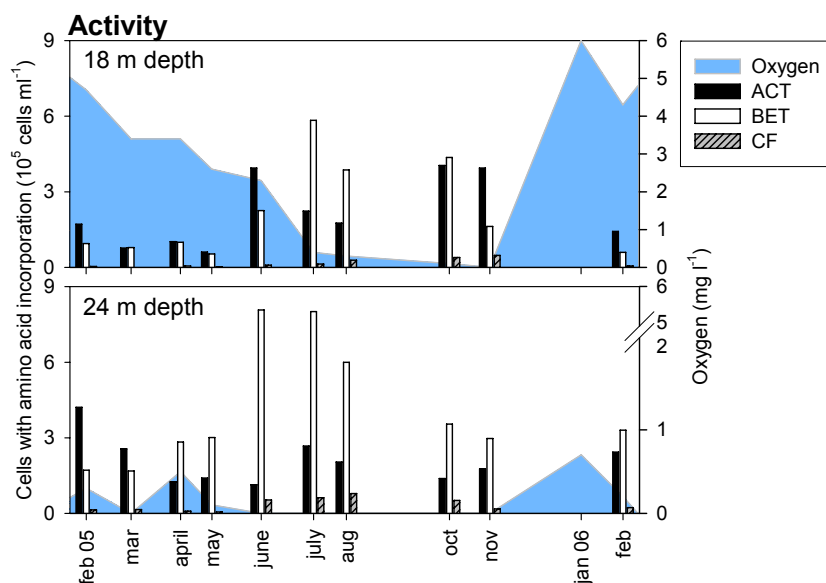 Activity
18 m depth
9
6
3
0
6
5
4
3
2
1
0
Oxygen
ACT
BET
CF
24 m depth
9
6
3
0
6
5
2
1
0
Cells with amino acid incorporation (10⁵ cells ml⁻¹)
Oxygen (mg l⁻¹)
feb 05
mar
april
may
june
july
aug
oct
nov
jan 06
feb